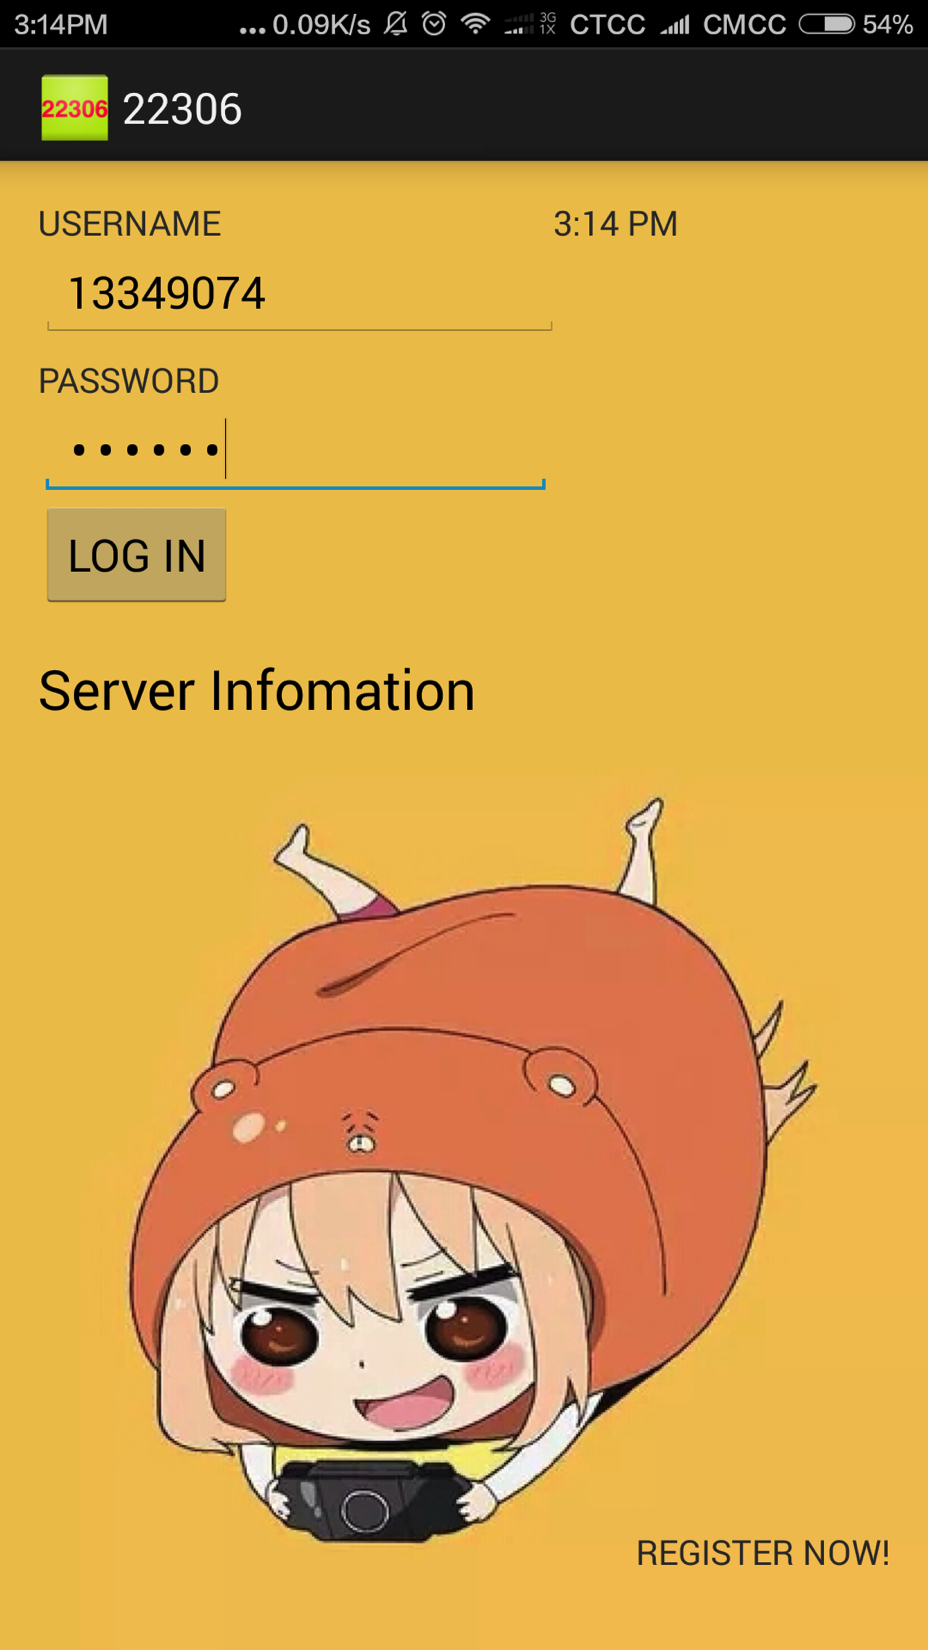 3:14PM ... 0.09K/s 3G 1X CTCC CMCC 54%
22306 22306
USERNAME 3:14 PM
13349074
PASSWORD
••••••
LOG IN
Server Infomation
REGISTER NOW!